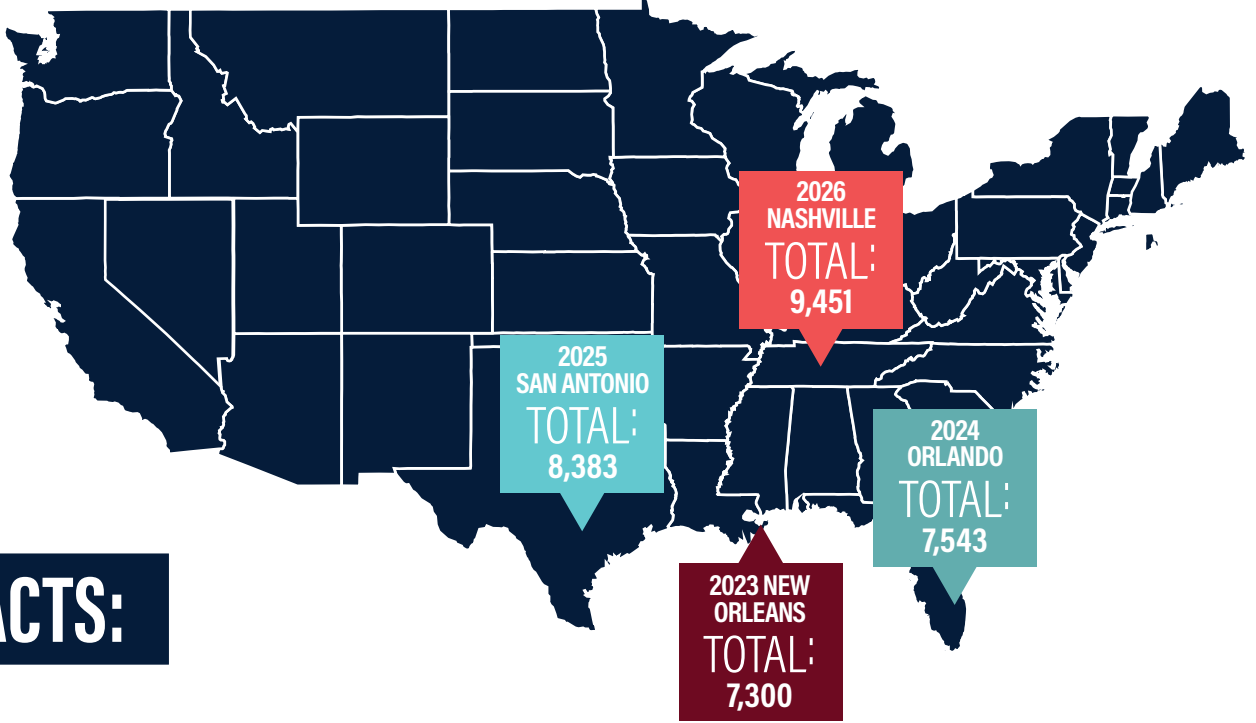 2026
NASHVILLE
TOTAL:
9,451
2025
SAN ANTONIO
TOTAL:
8,383
2024
ORLANDO
TOTAL:
7,543
2023 NEW
ORLEANS
TOTAL:
7,300
ACTS: